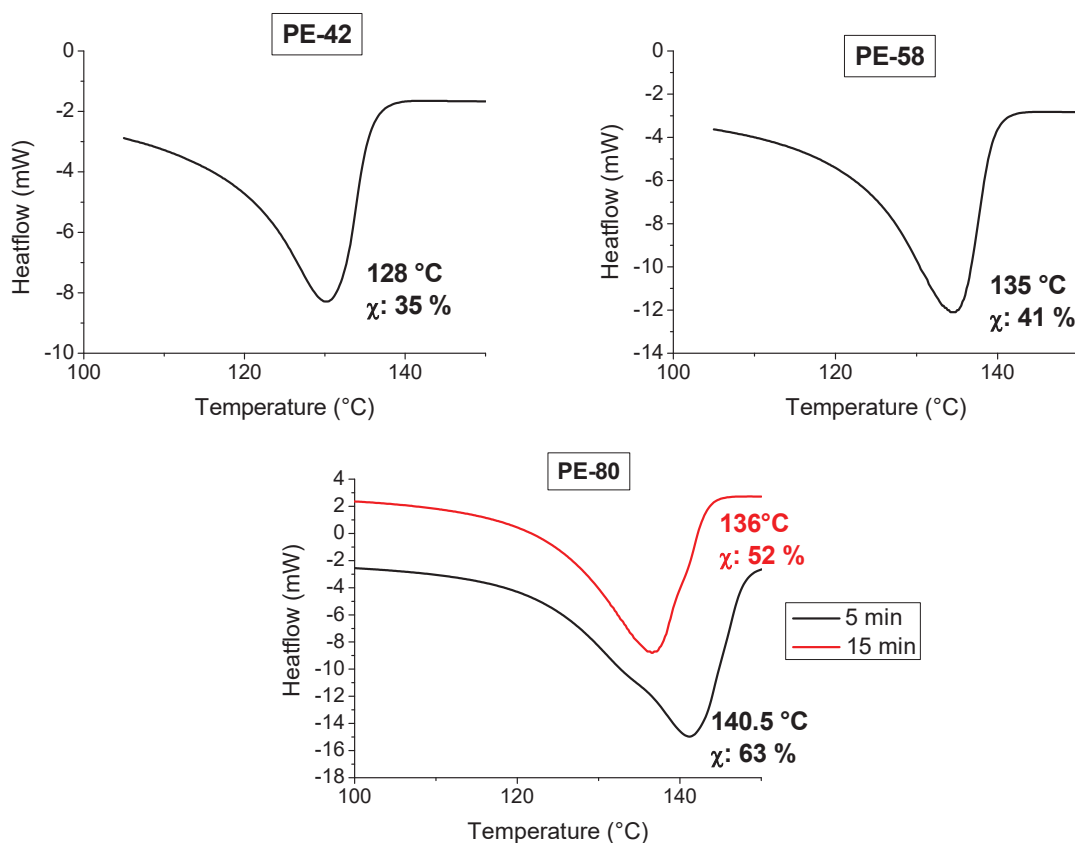 PE-42
0
-2
-4
-6
-8
-10
Heatflow (mW)
128 °C
χ: 35 %
100
120
140
Temperature (°C)
PE-58
0
-2
-4
-6
-8
-10
-12
-14
Heatflow (mW)
135 °C
χ: 41 %
100
120
140
Temperature (°C)
PE-80
4
2
0
-2
-4
-6
-8
-10
-12
-14
-16
-18
Heatflow (mW)
136°C
χ: 52 %
5 min
15 min
140.5 °C
χ: 63 %
100
120
140
Temperature (°C)